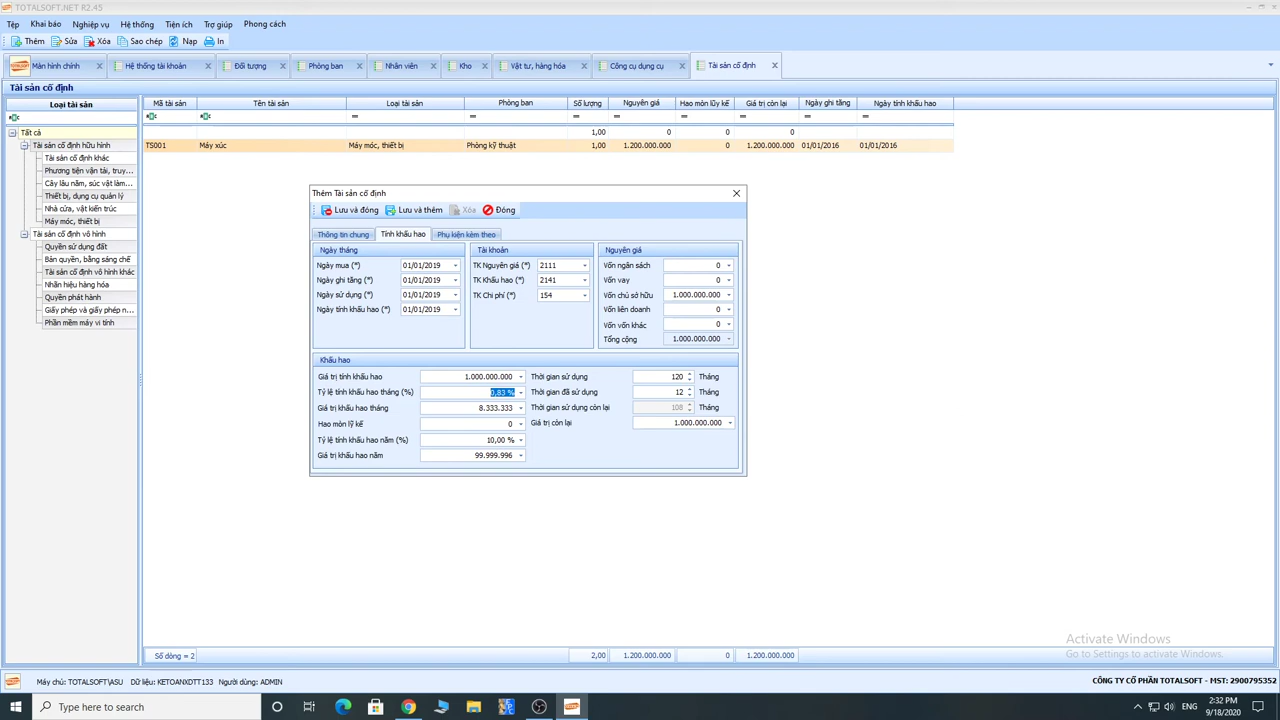 TOTALSOFT.NET R2.45
Tệp Khai báo Nghiệp vụ Hệ thống Tiện ích Trợ giúp Phong cách
Thêm Sửa Xóa Sao chép Nạp In
Màn hình chính Hệ thống tài khoản Đối tượng Phòng ban Nhân viên Kho Vật tư, hàng hóa Công cụ dụng cụ Tài sản cố định
Tài sản cố định
Loại tài sản Mã tài sản Tên tài sản Loại tài sản Phòng ban Số lượng Nguyên giá Hao mòn lũy kế Giá trị còn lại Ngày ghi tăng Ngày tính khấu hao
= = = = = = = =
Tất cả 1,00 0 0 0
Tài sản cố định hữu hình TS001 Máy xúc Máy móc, thiết bị Phòng kỹ thuật 1,00 1.200.000.000 0 1.200.000.000 01/01/2016 01/01/2016
Tài sản cố định khác
Phương tiện vận tải, truy...
Cây lâu năm, súc vật làm...
Thiết bị, dụng cụ quản lý
Nhà cửa, vật kiến trúc
Máy móc, thiết bị
Tài sản cố định vô hình
Quyền sử dụng đất
Bản quyền, bằng sáng chế
Tài sản cố định vô hình khác
Nhãn hiệu hàng hóa
Quyền phát hành
Giấy phép và giấy phép n...
Phần mềm máy vi tính
Thêm Tài sản cố định
Lưu và đóng Lưu và thêm Xóa Đóng
Thông tin chung Tính khấu hao Phụ kiện kèm theo
Ngày tháng Tài khoản Nguyên giá
Ngày mua (*) 01/01/2019 TK Nguyên giá (*) 2111 Vốn ngân sách 0
Ngày ghi tăng (*) 01/01/2019 TK Khấu hao (*) 2141 Vốn vay 0
Ngày sử dụng (*) 01/01/2019 TK Chi phí (*) 154 Vốn chủ sở hữu 1.000.000.000
Ngày tính khấu hao (*) 01/01/2019 Vốn liên doanh 0
Vốn vốn khác 0
Tổng cộng 1.000.000.000
Khấu hao
Giá trị tính khấu hao 1.000.000.000 Thời gian sử dụng 120 Tháng
Tỷ lệ tính khấu hao tháng (%) 0,83 % Thời gian đã sử dụng 12 Tháng
Giá trị khấu hao tháng 8.333.333 Thời gian sử dụng còn lại 108 Tháng
Hao mòn lỹ kế 0 Giá trị còn lại 1.000.000.000
Tỷ lệ tính khấu hao năm (%) 10,00 %
Giá trị khấu hao năm 99.999.996
Activate Windows
Go to Settings to activate Windows.
Số dòng = 2 2,00 1.200.000.000 0 1.200.000.000
Máy chủ: TOTALSOFT\ASU Dữ liệu: KETOANXDTT133 Người dùng: ADMIN CÔNG TY CỔ PHẦN TOTALSOFT - MST: 2900795352
Type here to search ENG 2:32 PM
9/18/2020